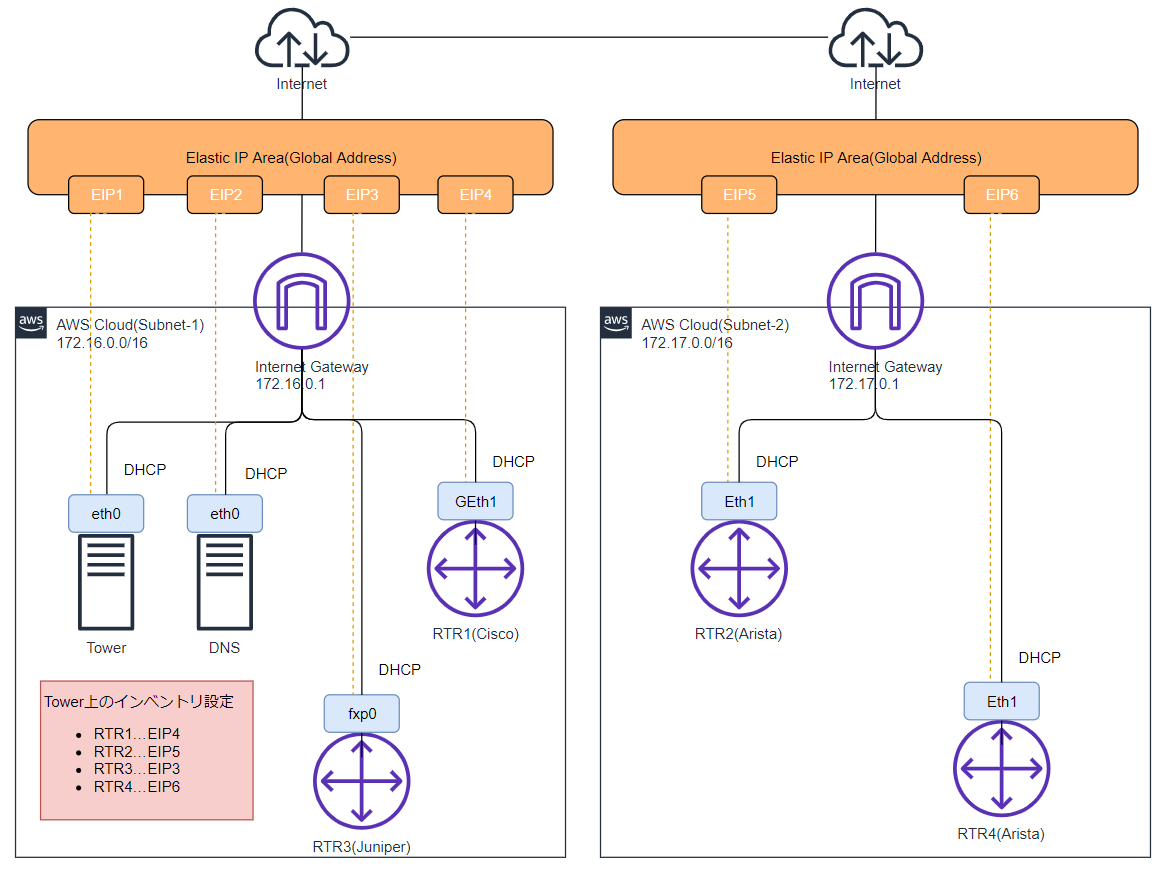 Internet
Internet
Elastic IP Area(Global Address)
EIP1
EIP2
EIP3
EIP4
Elastic IP Area(Global Address)
EIP5
EIP6
aws
AWS Cloud(Subnet-1)
172.16.0.0/16
Internet Gateway
172.16.0.1
DHCP
DHCP
DHCP
eth0
eth0
GEth1
Tower
DNS
RTR1(Cisco)
DHCP
fxp0
RTR3(Juniper)
Tower上のインベントリ設定
• RTR1...EIP4
• RTR2...EIP5
• RTR3...EIP3
• RTR4...EIP6
aws
AWS Cloud(Subnet-2)
172.17.0.0/16
Internet Gateway
172.17.0.1
DHCP
Eth1
RTR2(Arista)
DHCP
Eth1
RTR4(Arista)